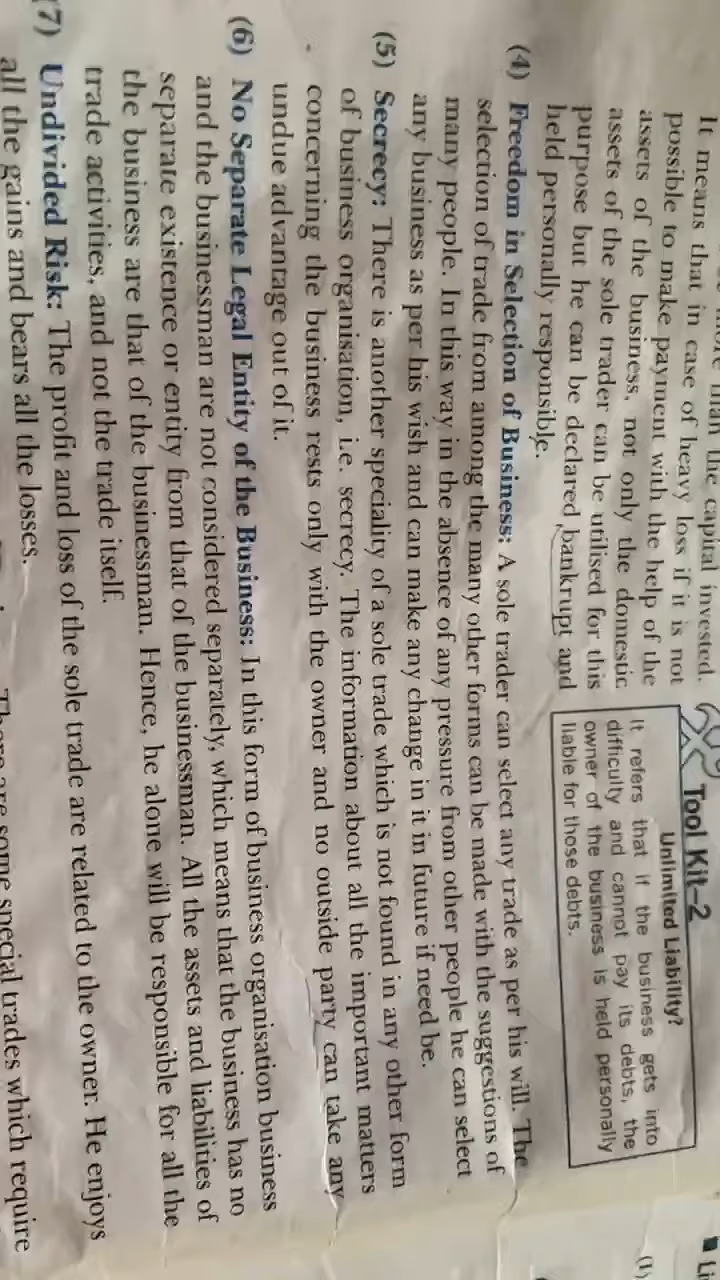 than the capital invested.
It means that in case of heavy loss if it is not
possible to make payment with the help of the
assets of the business, not only the domestic
assets of the sole trader can be utilised for this
purpose but he can be declared bankrupt and
held personally responsible.
Tool Kit–2
Unlimited Liability?
It refers that if the business gets into
difficulty and cannot pay its debts, the
owner of the business is held personally
liable for those debts.
(4) Freedom in Selection of Business: A sole trader can select any trade as per his will. The
selection of trade from among the many other forms can be made with the suggestions of
many people. In this way in the absence of any pressure from other people he can select
any business as per his wish and can make any change in it in future if need be.
(5) Secrecy: There is another speciality of a sole trade which is not found in any other form
of business organisation, i.e. secrecy. The information about all the important matters
concerning the business rests only with the owner and no outside party can take any
undue advantage out of it.
(6) No Separate Legal Entity of the Business: In this form of business organisation business
and the businessman are not considered separately, which means that the business has no
separate existence or entity from that of the businessman. All the assets and liabilities of
the business are that of the businessman. Hence, he alone will be responsible for all the
trade activities, and not the trade itself.
(7) Undivided Risk: The profit and loss of the sole trade are related to the owner. He enjoys
all the gains and bears all the losses.
There are some special trades which require
(1)